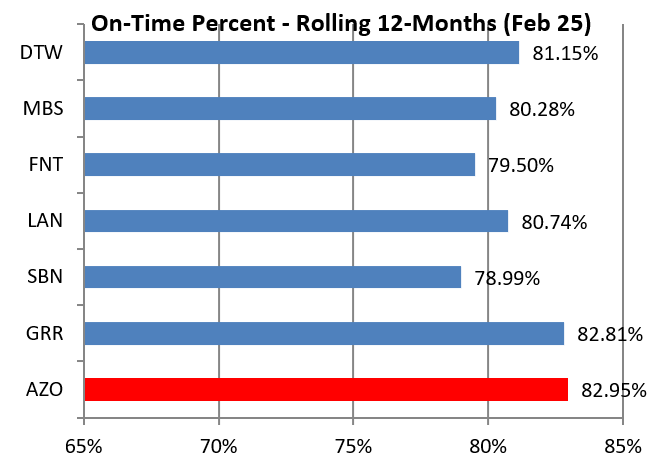 On-Time Percent - Rolling 12-Months (Feb 25)
DTW 81.15%
MBS 80.28%
FNT 79.50%
LAN 80.74%
SBN 78.99%
GRR 82.81%
AZO 82.95%
65% 70% 75% 80% 85%